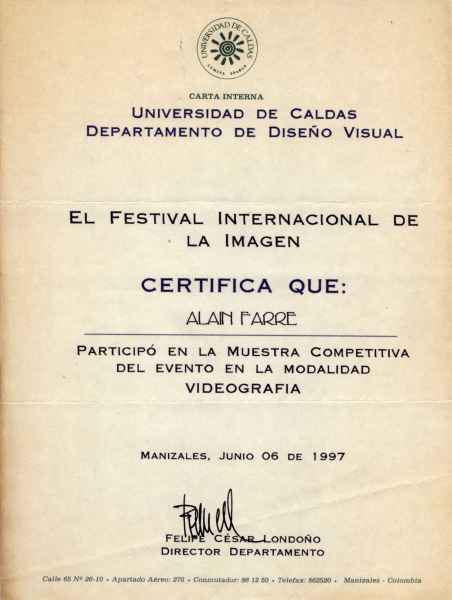 UNIVERSIDAD DE CALDAS
CARTA INTERNA
UNIVERSIDAD DE CALDAS
DEPARTAMENTO DE DISEÑO VISUAL
EL FESTIVAL INTERNACIONAL DE
LA IMAGEN
CERTIFICA QUE:
ALAIN FARRE
PARTICIPÓ EN LA MUESTRA COMPETITIVA
DEL EVENTO EN LA MODALIDAD
VIDEOGRAFIA
MANIZALES, JUNIO 06 DE 1997
FELIPE CÉSAR LONDOÑO
DIRECTOR DEPARTAMENTO
Calle 65 Nº 26-10 • Apartado Aéreo: 275 • Conmutador: 86 12 50 • Telefax: 862520 • Manizales - Colombia